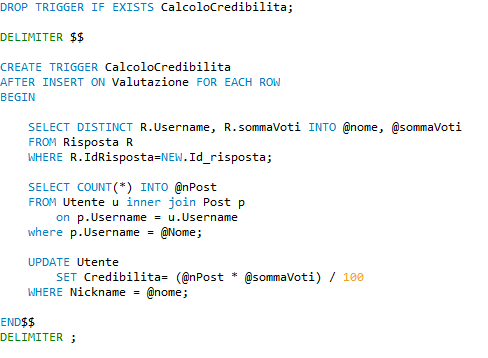 DROP TRIGGER IF EXISTS CalcoloCredibilita;
DELIMITER $$
CREATE TRIGGER CalcoloCredibilita
AFTER INSERT ON Valutazione FOR EACH ROW
BEGIN
SELECT DISTINCT R.Username, R.sommaVoti INTO @nome, @sommaVoti
FROM Risposta R
WHERE R.IdRisposta=NEW.Id_risposta;
SELECT COUNT(*) INTO @nPost
FROM Utente u inner join Post p
on p.Username = u.Username
where p.Username = @Nome;
UPDATE Utente
SET Credibilita= (@nPost * @sommaVoti) / 100
WHERE Nickname = @nome;
END$$
DELIMITER ;